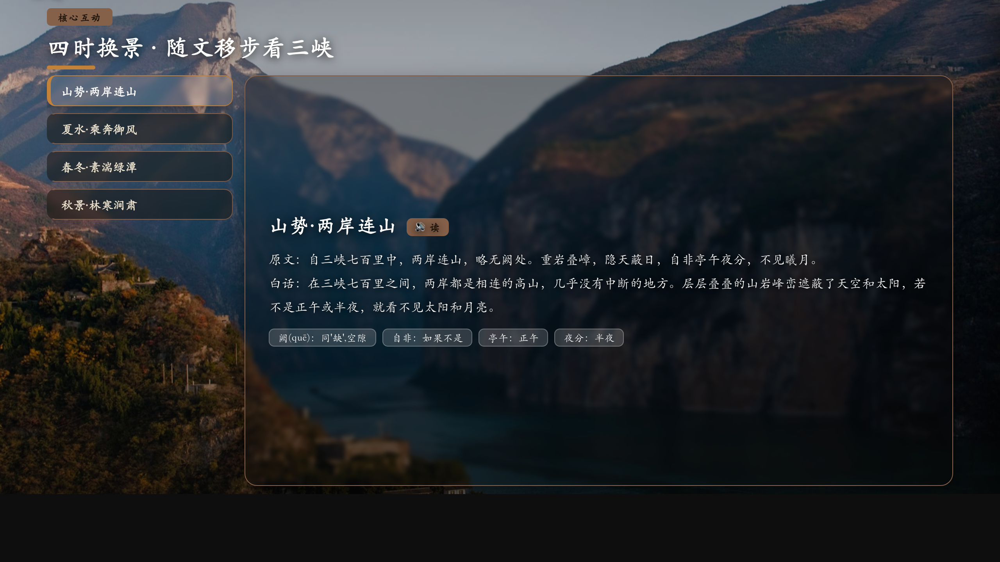 核心互动
四时换景 · 随文移步看三峡
山势·两岸连山
夏水·乘奔御风
春冬·素湍绿潭
秋景·林寒涧肃
山势·两岸连山
🔊 读
原文：自三峡七百里中，两岸连山，略无阙处。重岩叠嶂，隐天蔽日，自非亭午夜分，不见曦月。
白话：在三峡七百里之间，两岸都是相连的高山，几乎没有中断的地方。层层叠叠的山岩峰峦遮蔽了天空和太阳，若
不是正午或半夜，就看不见太阳和月亮。
阙(quē)：同'缺',空隙
自非：如果不是
亭午：正午
夜分：半夜